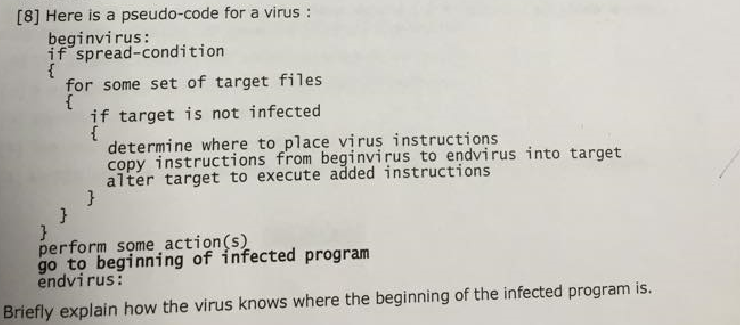 [8] Here is a pseudo-code for a virus :
beginvirus:
if spread-condition
{
for some set of target files
{
if target is not infected
{
determine where to place virus instructions
copy instructions from beginvirus to endvirus into target
alter target to execute added instructions
}
}
}
perform some action(s)
go to beginning of infected program
endvirus:
Briefly explain how the virus knows where the beginning of the infected program is.